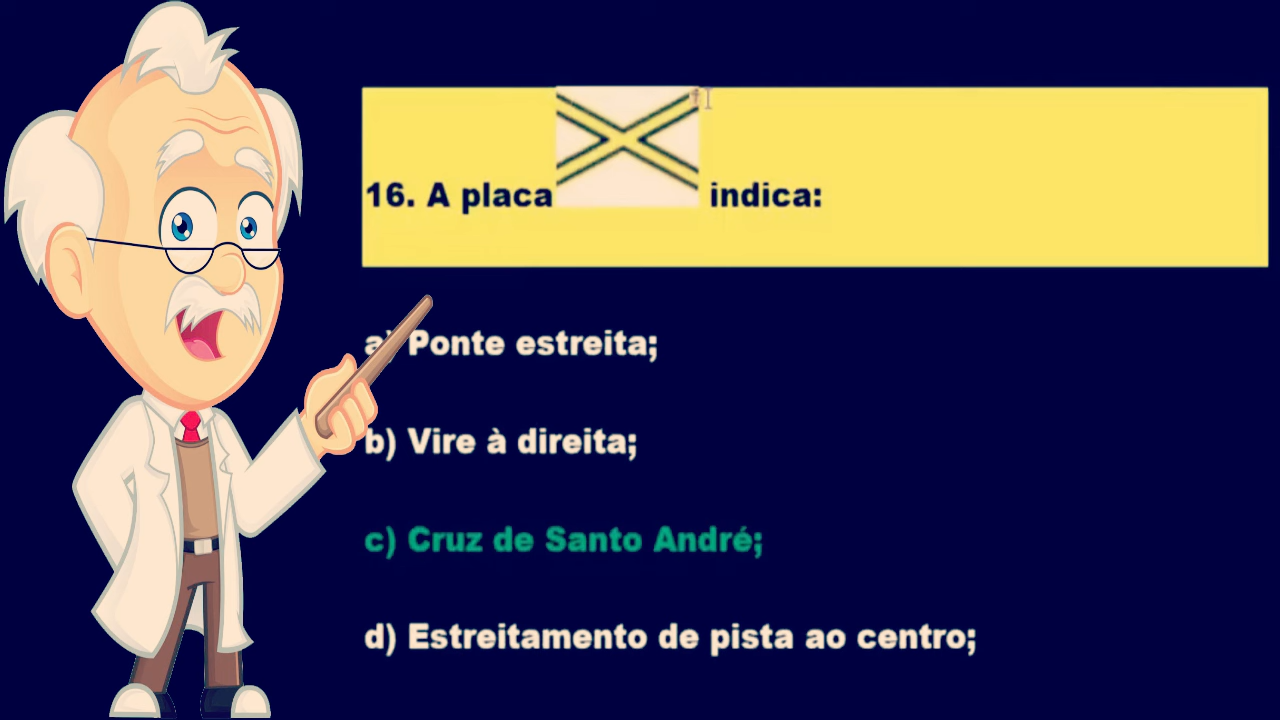 16. A placa indica:
a) Ponte estreita;
b) Vire à direita;
c) Cruz de Santo André;
d) Estreitamento de pista ao centro;